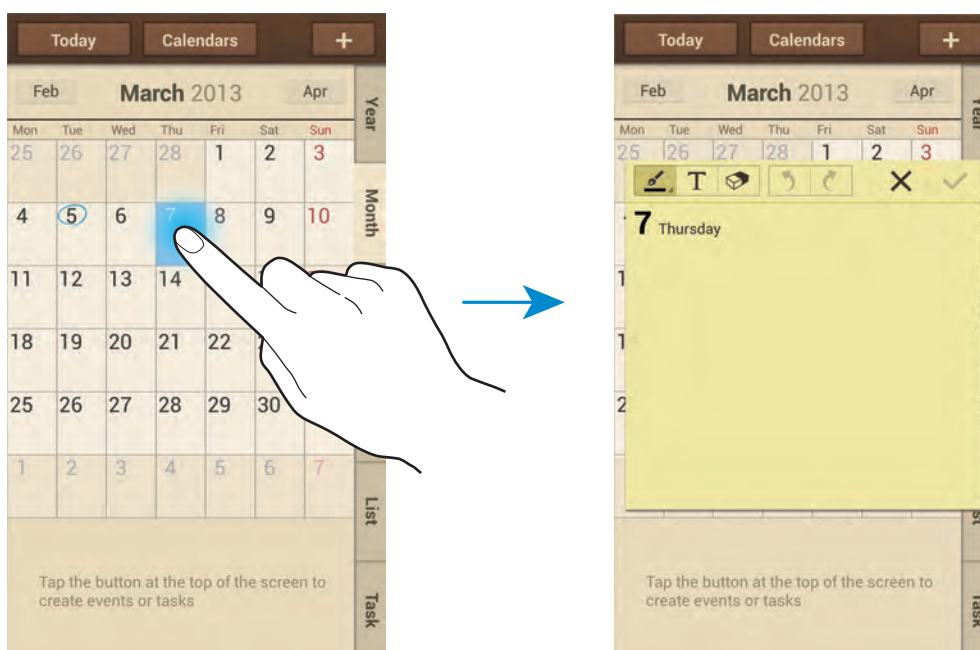 Today Calendars +
Feb March 2013 Apr
Mon Tue Wed Thu Fri Sat Sun
25 26 27 28 1 2 3
4 5 6 7 8 9 10
11 12 13 14
18 19 20 21 22
25 26 27 28 29 30
1 2 3 4 5 6 7
Tap the button at the top of the screen to
create events or tasks
Year
Month
List
Task
Today Calendars +
Feb March 2013 Apr
Mon Tue Wed Thu Fri Sat Sun
25 26 27 28 1 2 3
T
7 Thursday
Tap the button at the top of the screen to
create events or tasks
Year
Task